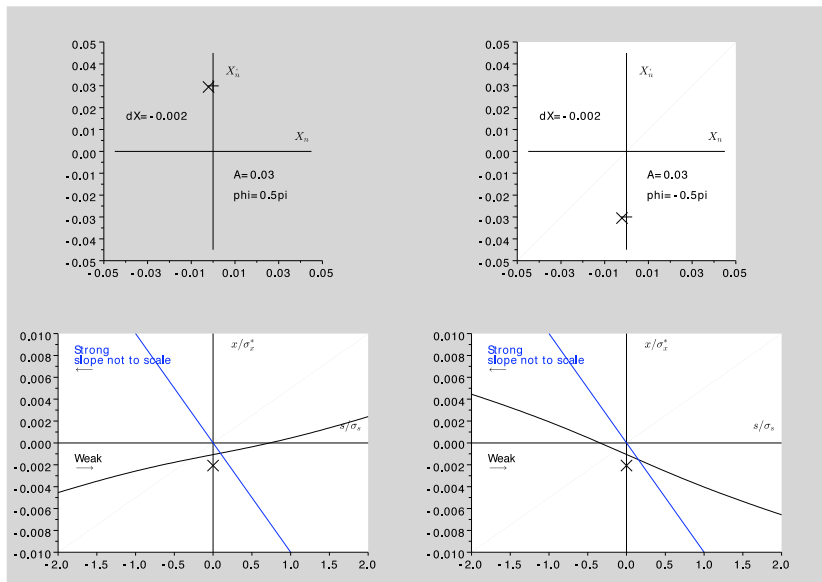 0.05
0.04
0.03
0.02
0.01
0.00
-0.01
-0.02
-0.03
-0.04
-0.05
-0.05 -0.03 -0.01 0.01 0.03 0.05
Ẋₙ
dX=-0.002
Xₙ
A=0.03
phi=0.5pi
0.05
0.04
0.03
0.02
0.01
0.00
-0.01
-0.02
-0.03
-0.04
-0.05
-0.05 -0.03 -0.01 0.01 0.03 0.05
Ẋₙ
dX=-0.002
Xₙ
A=0.03
phi=-0.5pi
0.010
0.008
0.006
0.004
0.002
0.000
-0.002
-0.004
-0.006
-0.008
-0.010
-2.0 -1.5 -1.0 -0.5 0.0 0.5 1.0 1.5 2.0
Strong
slope not to scale
←
x/σ*ₓ
s/σₛ
Weak
→
0.010
0.008
0.006
0.004
0.002
0.000
-0.002
-0.004
-0.006
-0.008
-0.010
-2.0 -1.5 -1.0 -0.5 0.0 0.5 1.0 1.5 2.0
Strong
slope not to scale
←
x/σ*ₓ
s/σₛ
Weak
→